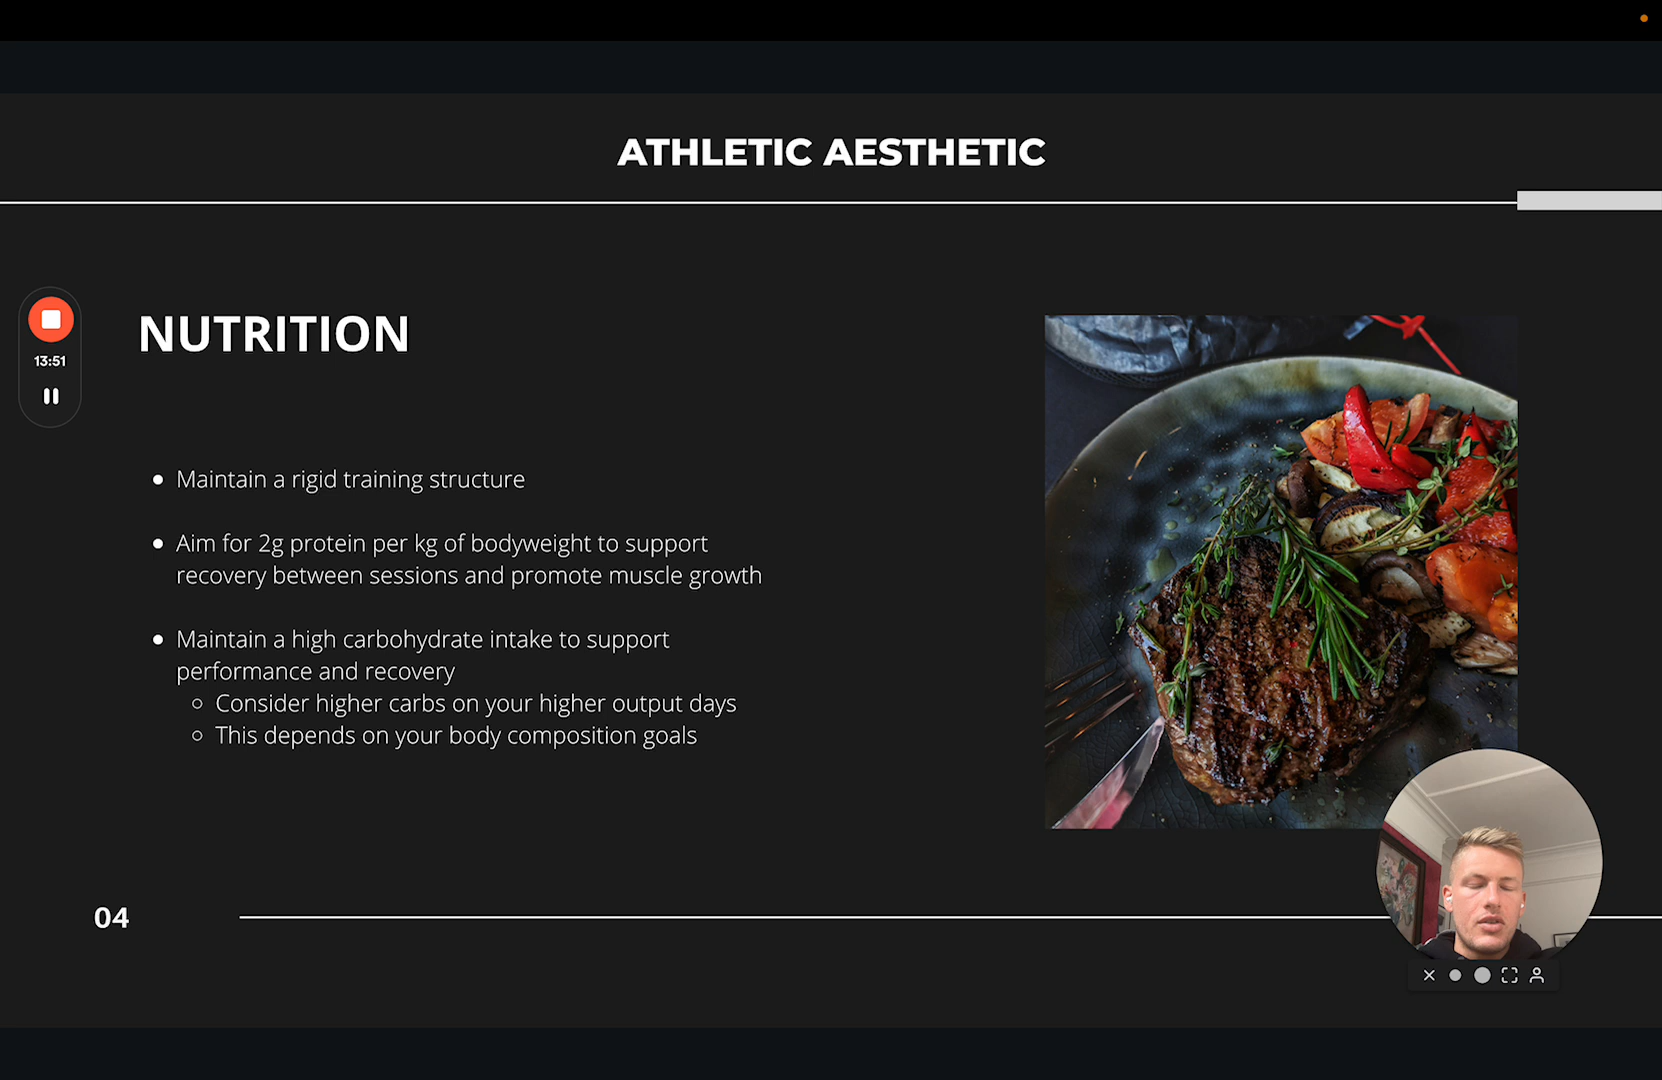 ATHLETIC AESTHETIC
13:51
NUTRITION
• Maintain a rigid training structure
• Aim for 2g protein per kg of bodyweight to support
recovery between sessions and promote muscle growth
• Maintain a high carbohydrate intake to support
performance and recovery
○ Consider higher carbs on your higher output days
○ This depends on your body composition goals
04